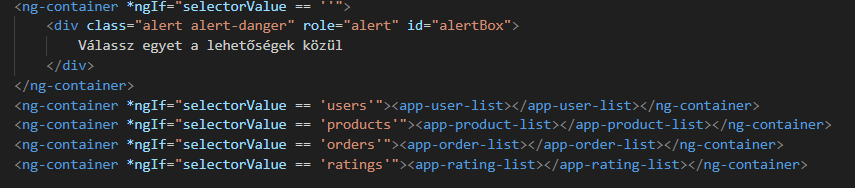 <ng-container *ngIf="selectorValue == ''">
<div class="alert alert-danger" role="alert" id="alertBox">
Válassz egyet a lehetőségek közül
</div>
</ng-container>
<ng-container *ngIf="selectorValue == 'users'"><app-user-list></app-user-list></ng-container>
<ng-container *ngIf="selectorValue == 'products'"><app-product-list></app-product-list></ng-container>
<ng-container *ngIf="selectorValue == 'orders'"><app-order-list></app-order-list></ng-container>
<ng-container *ngIf="selectorValue == 'ratings'"><app-rating-list></app-rating-list></ng-container>